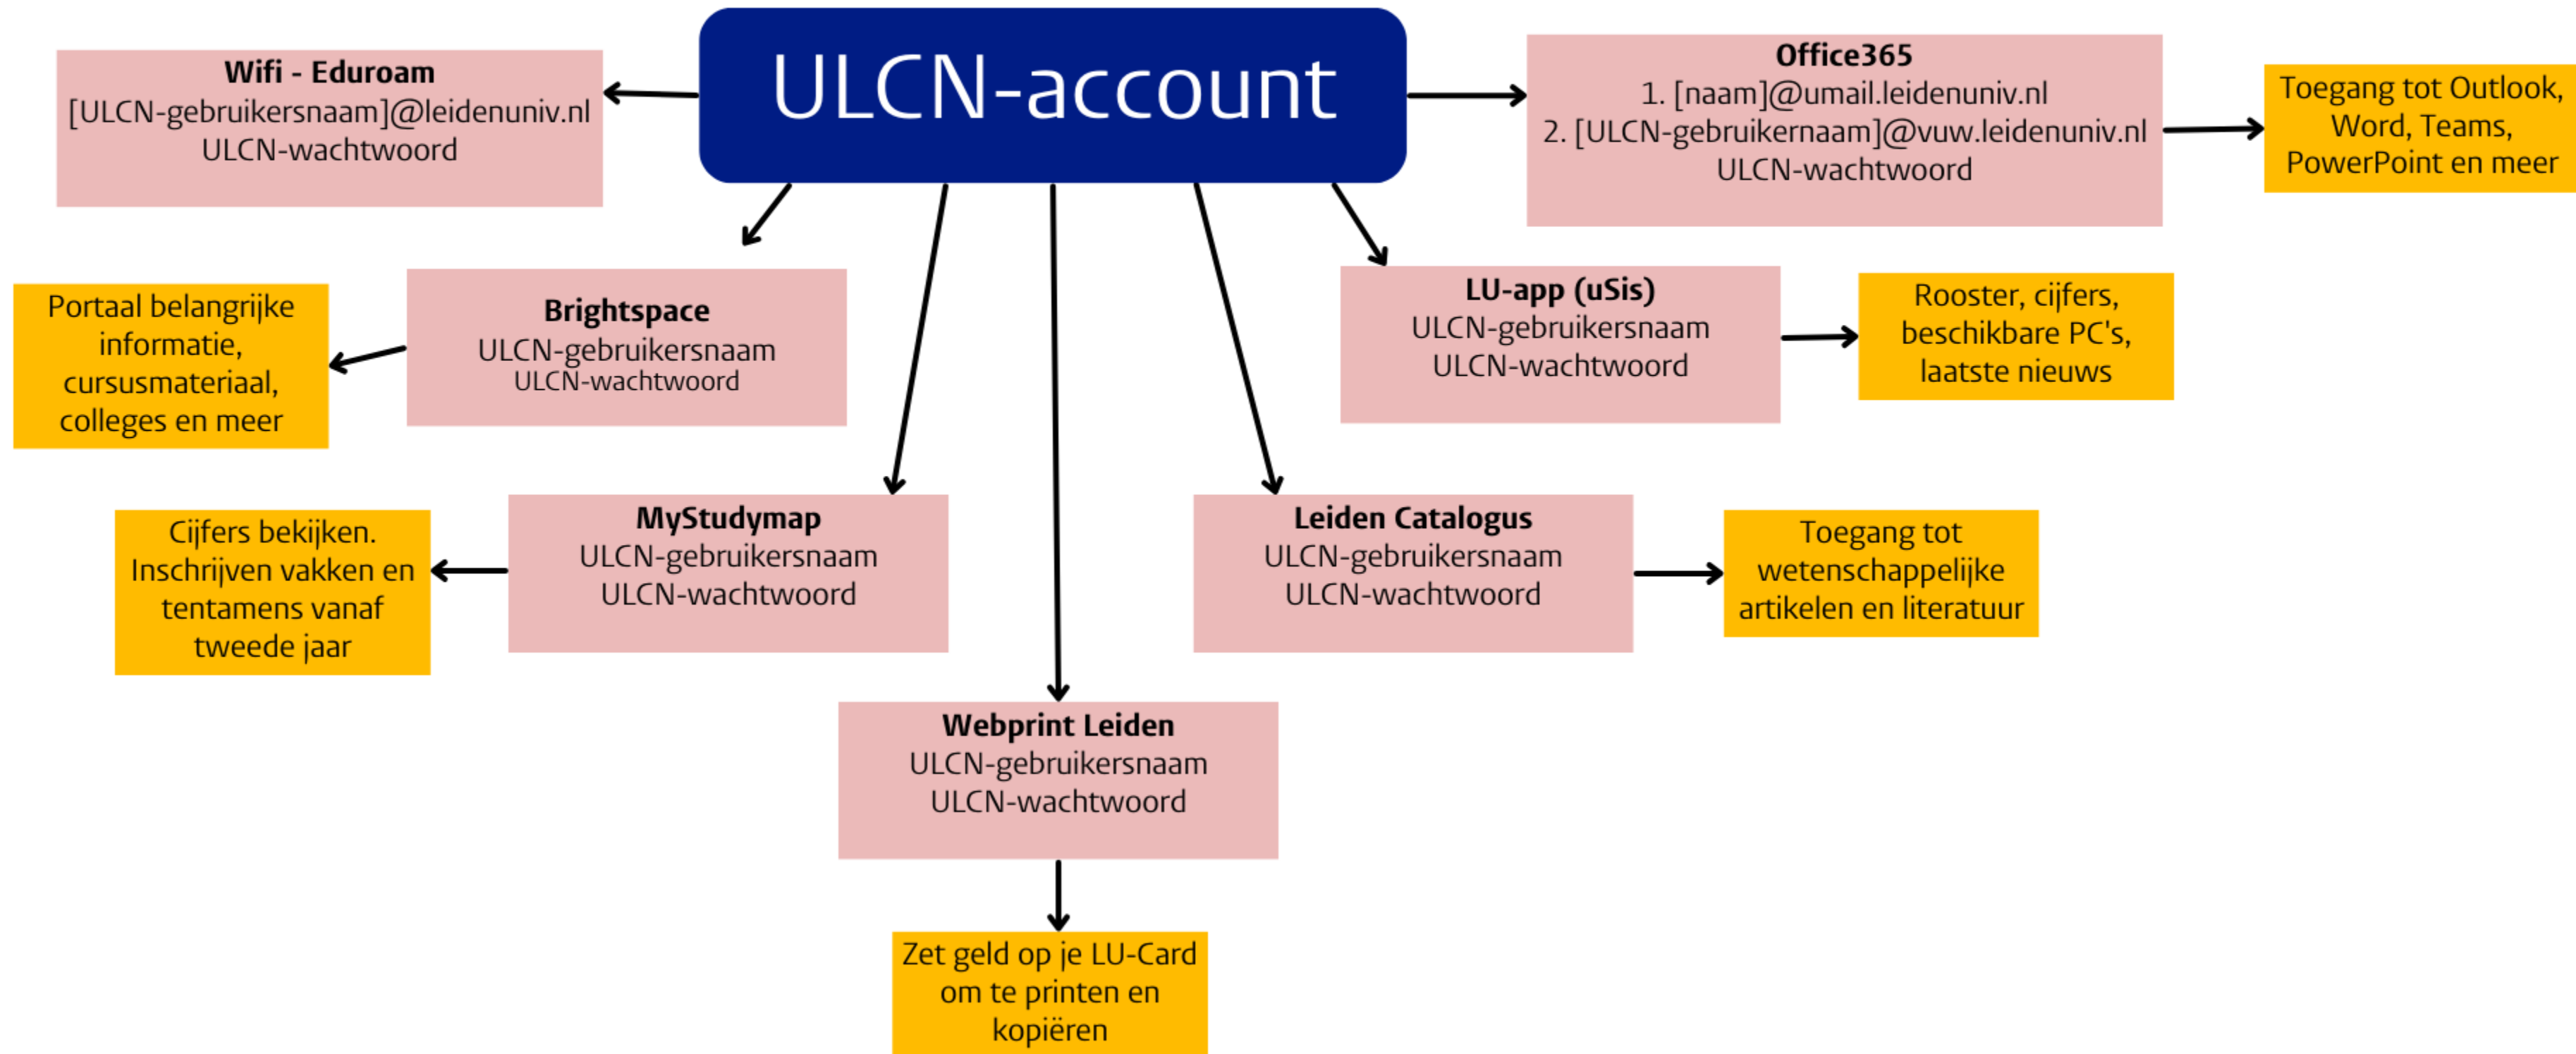 ULCN-account
Wifi - Eduroam
[ULCN-gebruikersnaam]@leidenuniv.nl
ULCN-wachtwoord
Office365
1. [naam]@umail.leidenuniv.nl
2. [ULCN-gebruikernaam]@vuw.leidenuniv.nl
ULCN-wachtwoord
Toegang tot Outlook,
Word, Teams,
PowerPoint en meer
Portaal belangrijke
informatie,
cursusmateriaal,
colleges en meer
Brightspace
ULCN-gebruikersnaam
ULCN-wachtwoord
LU-app (uSis)
ULCN-gebruikersnaam
ULCN-wachtwoord
Rooster, cijfers,
beschikbare PC's,
laatste nieuws
Cijfers bekijken.
Inschrijven vakken en
tentamens vanaf
tweede jaar
MyStudymap
ULCN-gebruikersnaam
ULCN-wachtwoord
Leiden Catalogus
ULCN-gebruikersnaam
ULCN-wachtwoord
Toegang tot
wetenschappelijke
artikelen en literatuur
Webprint Leiden
ULCN-gebruikersnaam
ULCN-wachtwoord
Zet geld op je LU-Card
om te printen en
kopiëren